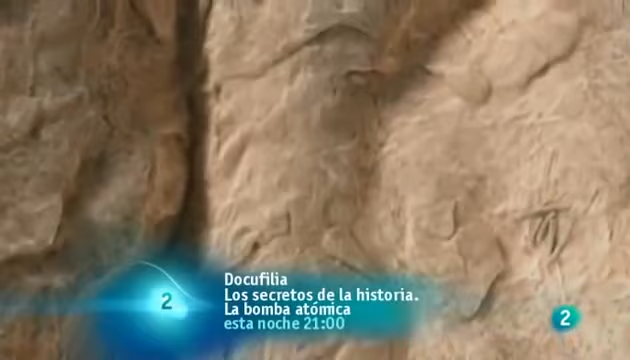 2
Docufilia
Los secretos de la historia.
La bomba atómica
esta noche 21:00
2